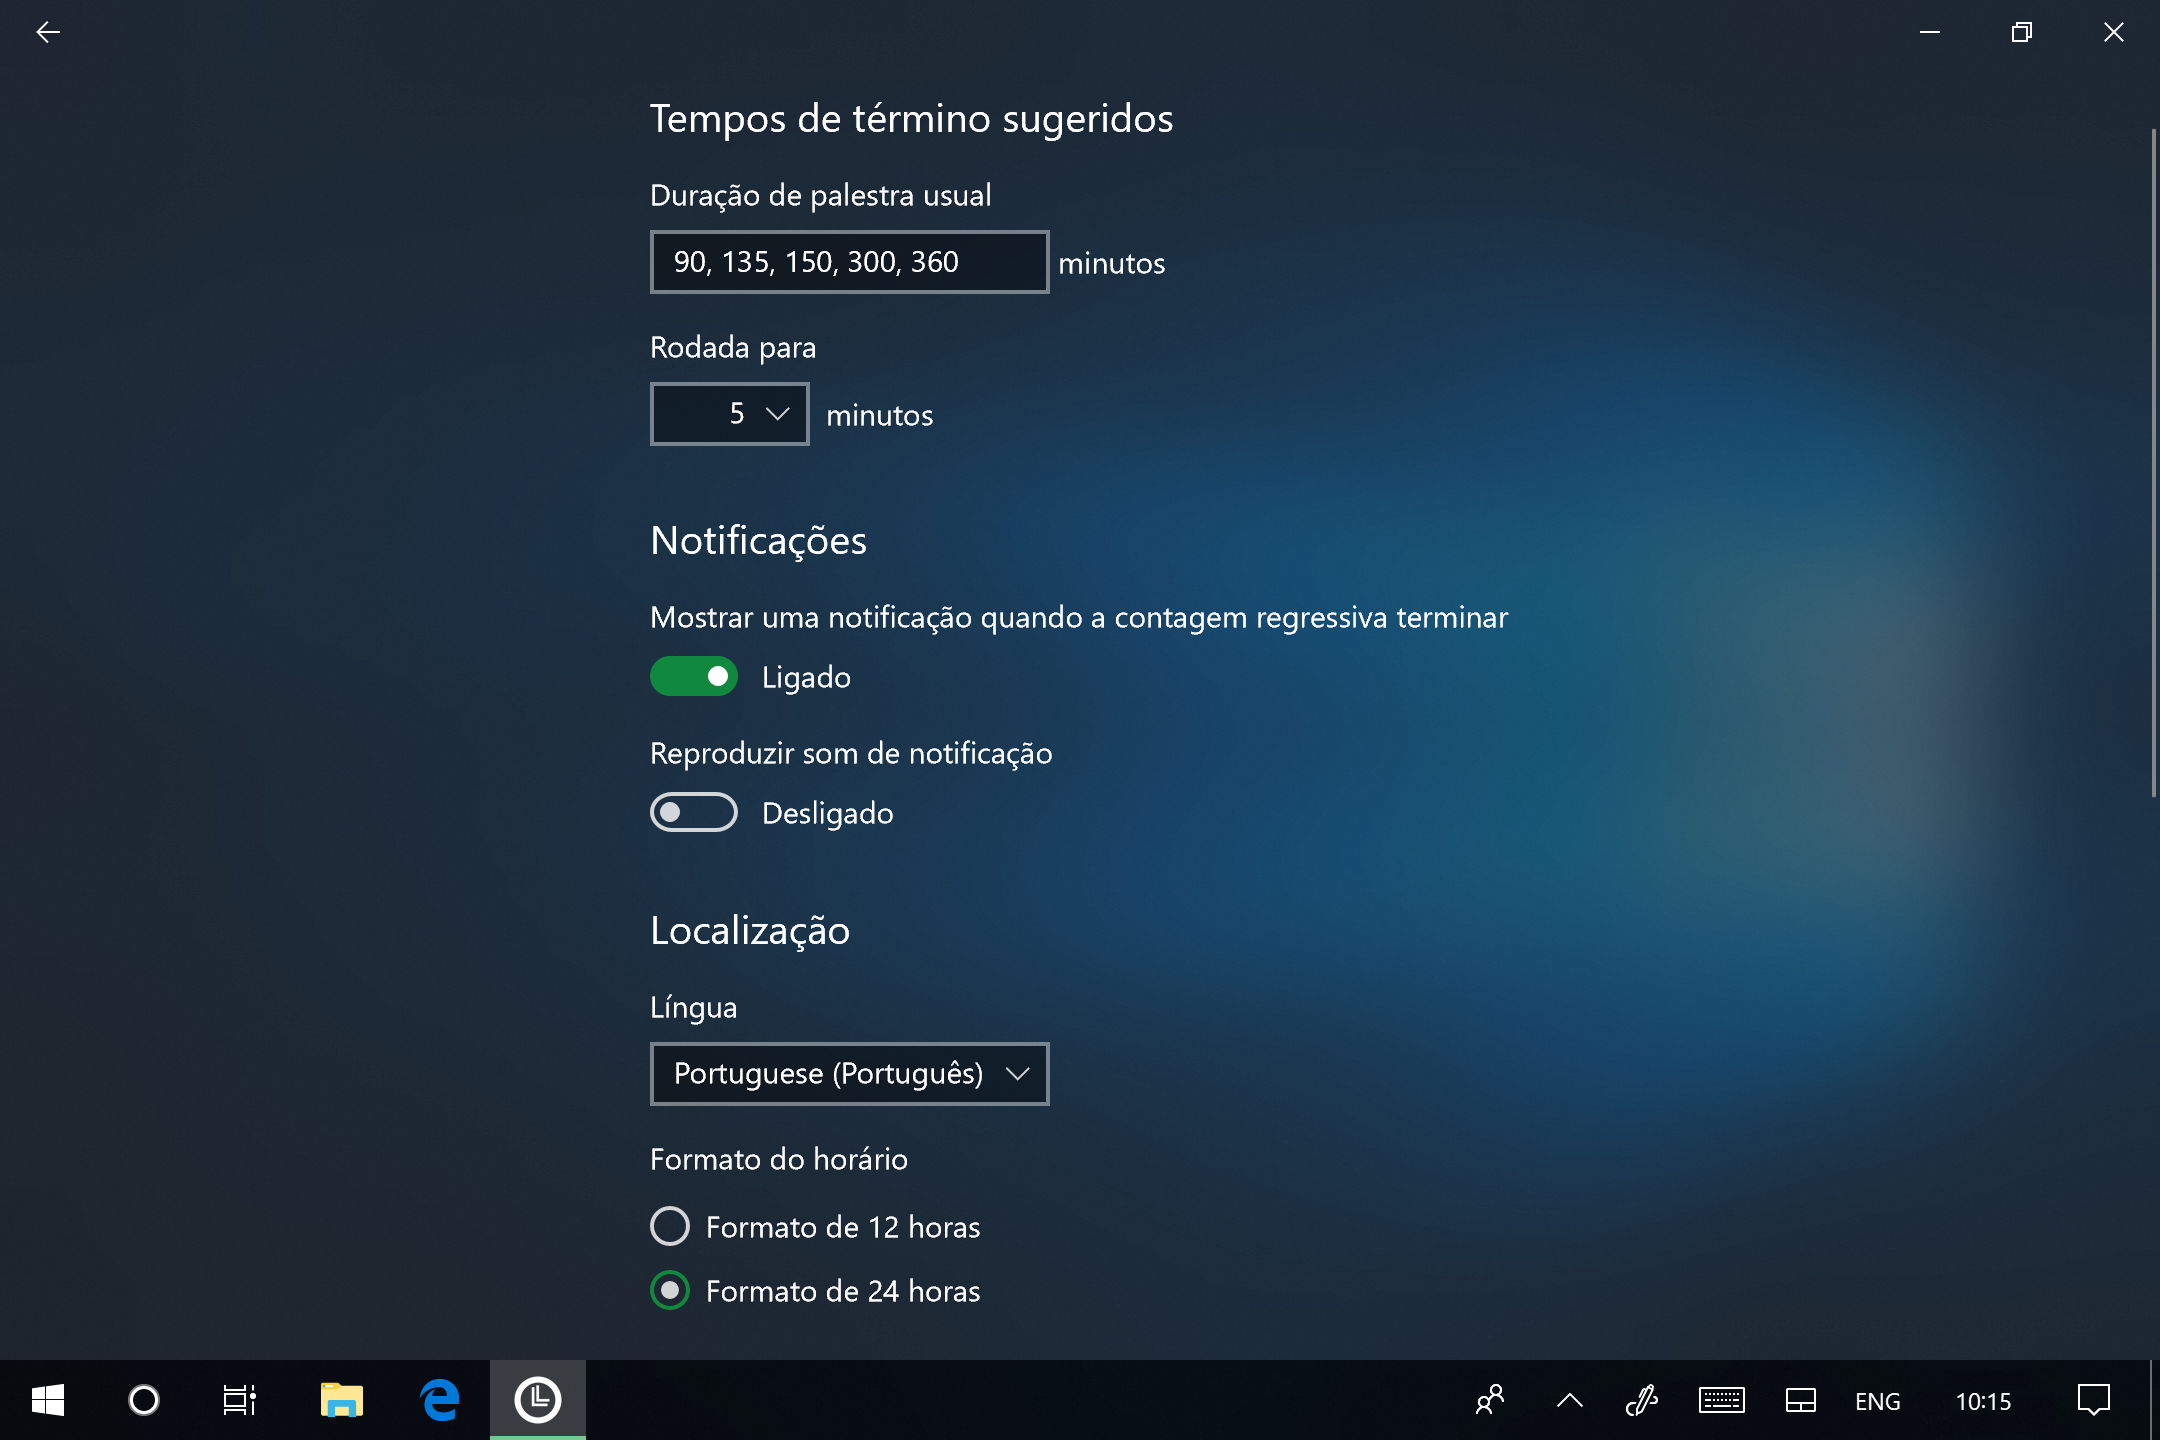 Tempos de término sugeridos
Duração de palestra usual
90, 135, 150, 300, 360 minutos
Rodada para
5 minutos
Notificações
Mostrar uma notificação quando a contagem regressiva terminar
Ligado
Reproduzir som de notificação
Desligado
Localização
Língua
Portuguese (Português)
Formato do horário
Formato de 12 horas
Formato de 24 horas
ENG 10:15